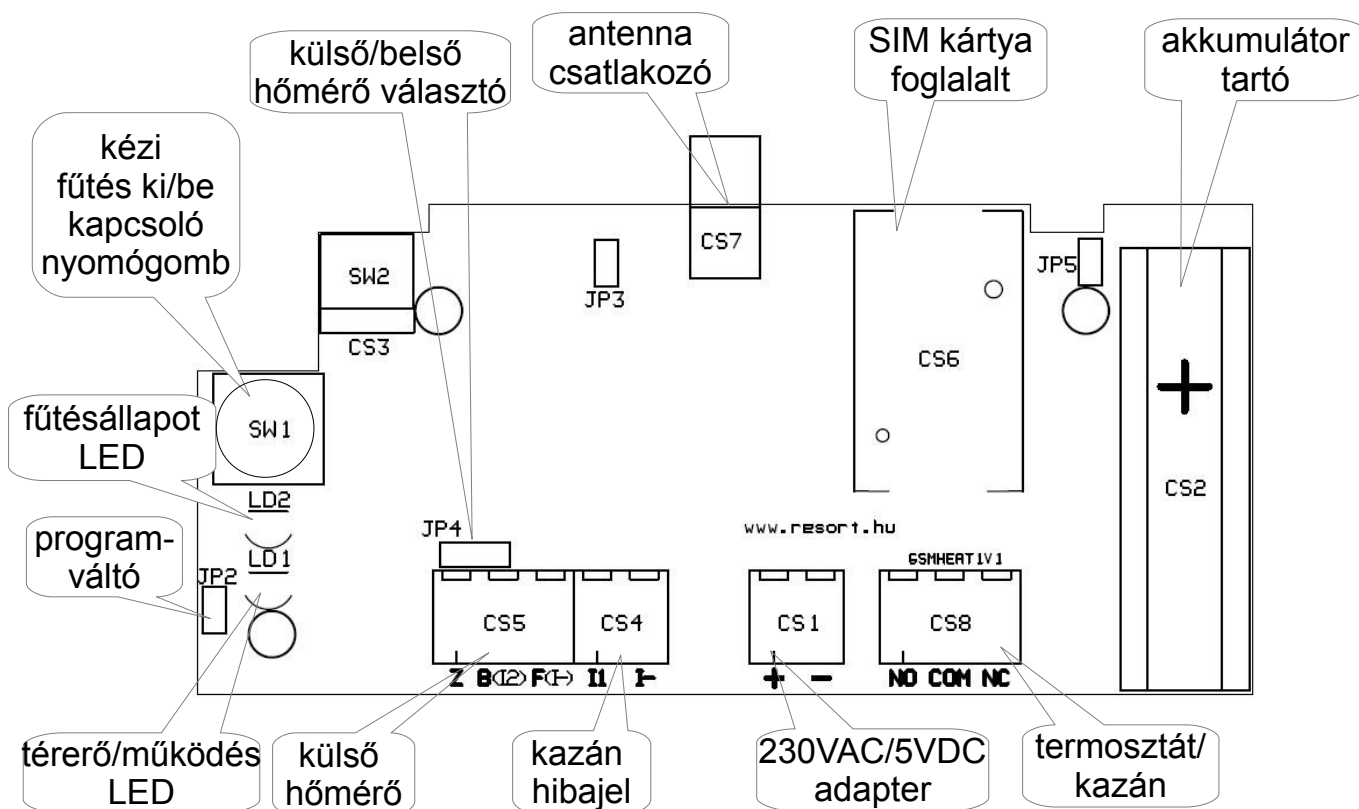 külső/belső
hőmérő választó
antenna
csatlakozó
SIM kártya
foglalalt
akkumulátor
tartó
kézi
fűtés ki/be
kapcsoló
nyomógomb
SW2
CS3
JP3
CS7
JP5
CS6
CS2
+
fűtésállapot
LED
SW1
LD2
LD1
program-
váltó
JP2
JP4
www.resort.hu
GSMHEAT1V1
CS5
CS4
CS1
CS8
Z B(I2) F(I-) I1 I-
+ -
NO COM NC
térerő/működés
LED
külső
hőmérő
kazán
hibajel
230VAC/5VDC
adapter
termosztát/
kazán